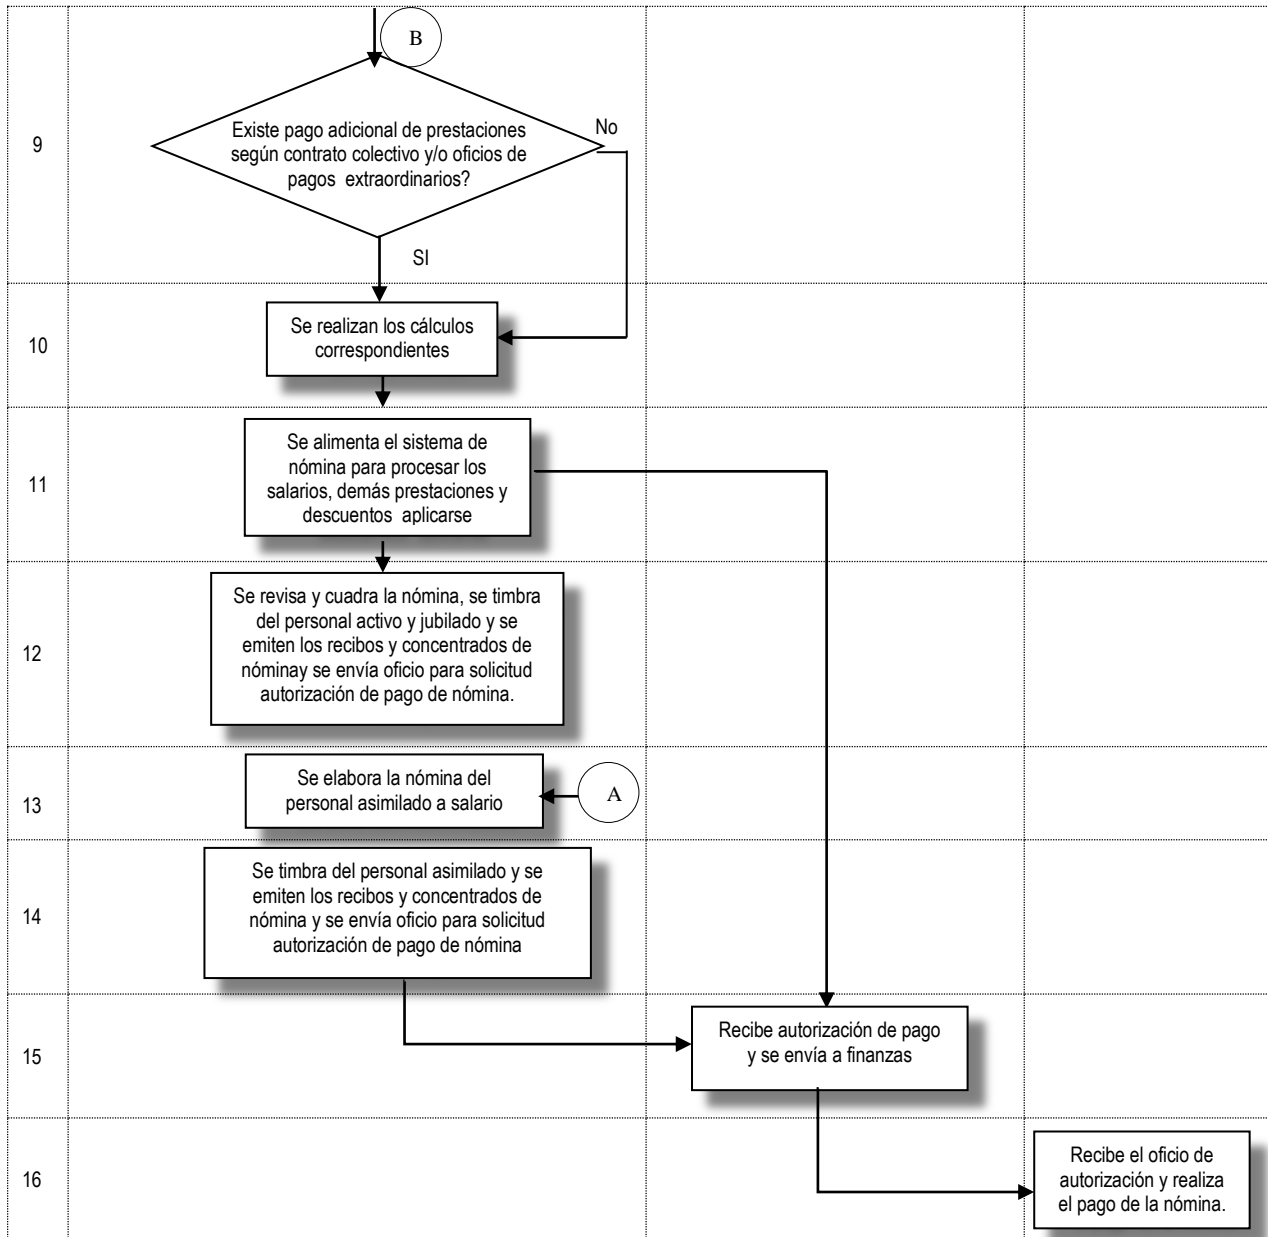 B
9
Existe pago adicional de prestaciones
según contrato colectivo y/o oficios de
pagos extraordinarios?
No
SI
10
Se realizan los cálculos
correspondientes
11
Se alimenta el sistema de
nómina para procesar los
salarios, demás prestaciones y
descuentos aplicarse
12
Se revisa y cuadra la nómina, se timbra
del personal activo y jubilado y se
emiten los recibos y concentrados de
nóminay se envía oficio para solicitud
autorización de pago de nómina.
13
Se elabora la nómina del
personal asimilado a salario
A
14
Se timbra del personal asimilado y se
emiten los recibos y concentrados de
nómina y se envía oficio para solicitud
autorización de pago de nómina
15
Recibe autorización de pago
y se envía a finanzas
16
Recibe el oficio de
autorización y realiza
el pago de la nómina.